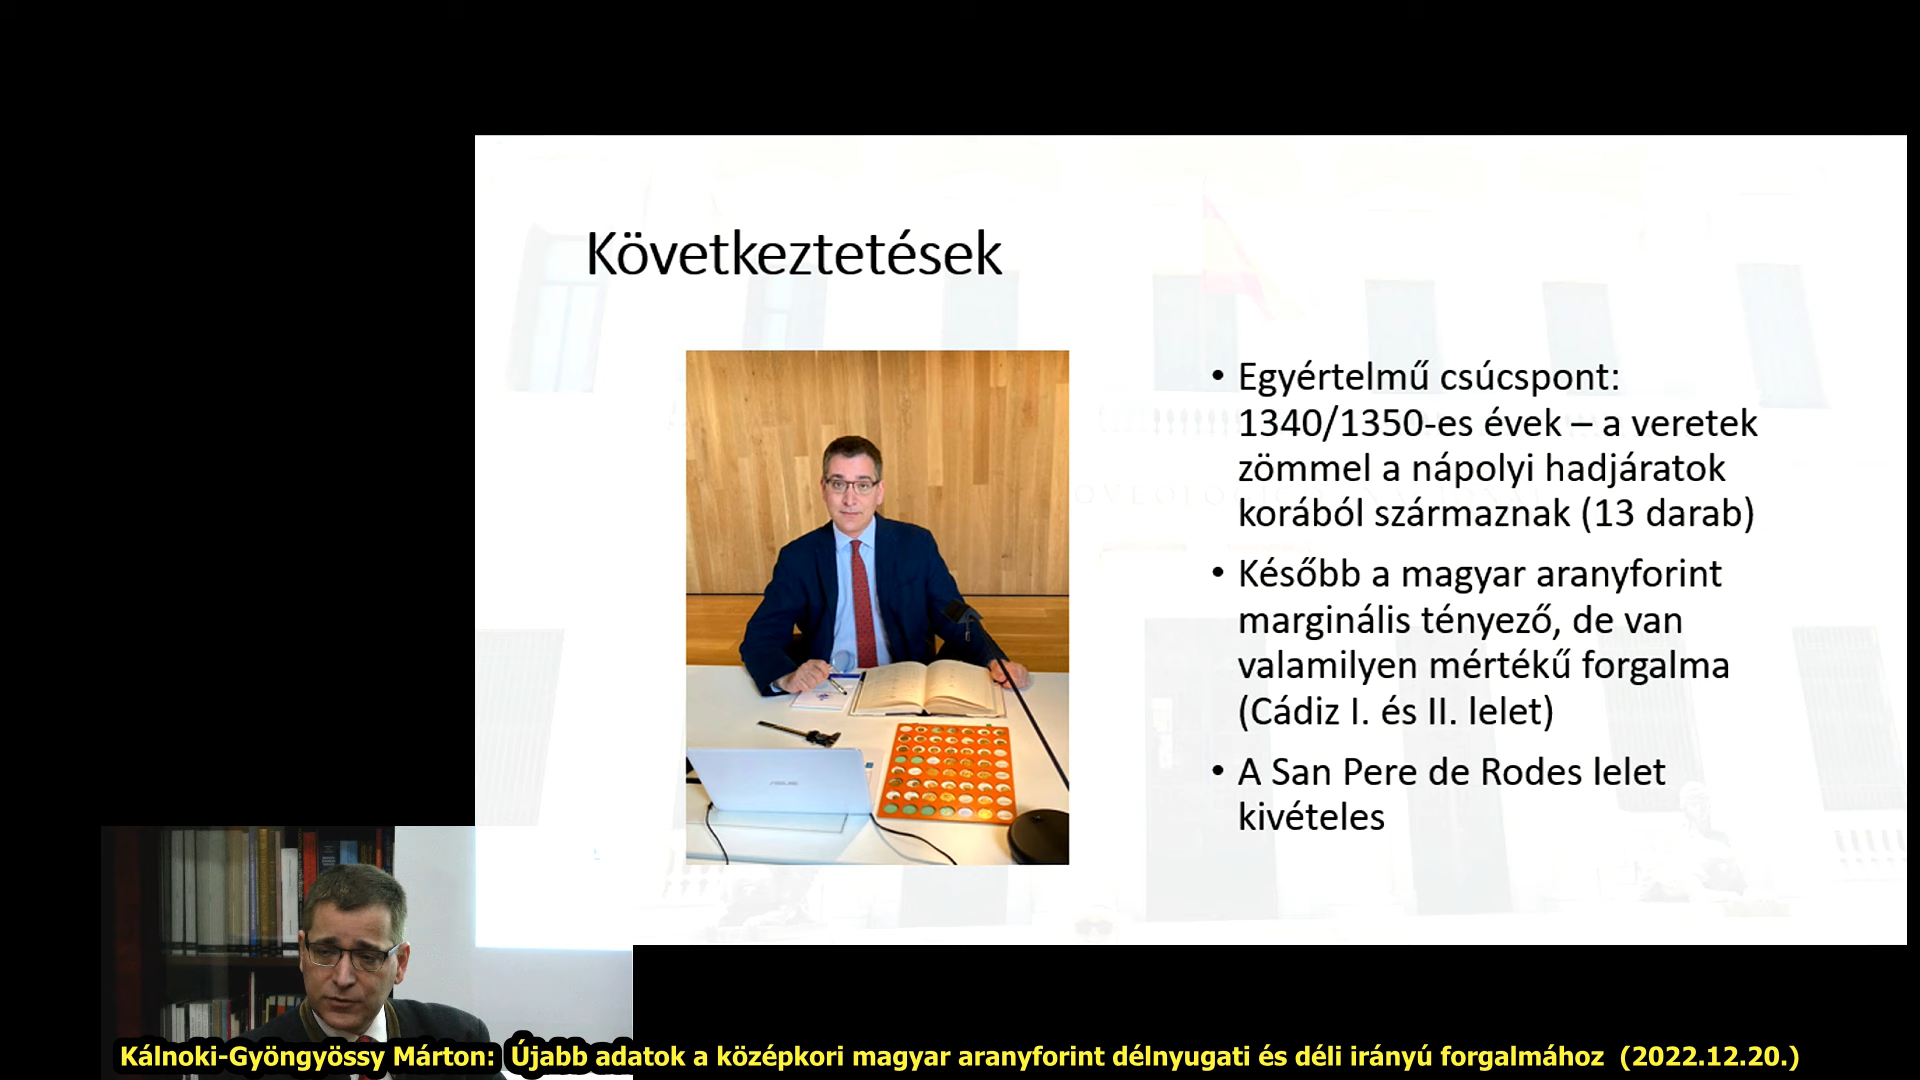 Következtetések
• Egyértelmű csúcspont:
1340/1350-es évek – a veretek
zömmel a nápolyi hadjáratok
korából származnak (13 darab)
• Később a magyar aranyforint
marginális tényező, de van
valamilyen mértékű forgalma
(Cádiz I. és II. lelet)
• A San Pere de Rodes lelet
kivételes
ASUS
Kálnoki-Gyöngyössy Márton: Újabb adatok a középkori magyar aranyforint délnyugati és déli irányú forgalmához (2022.12.20.)